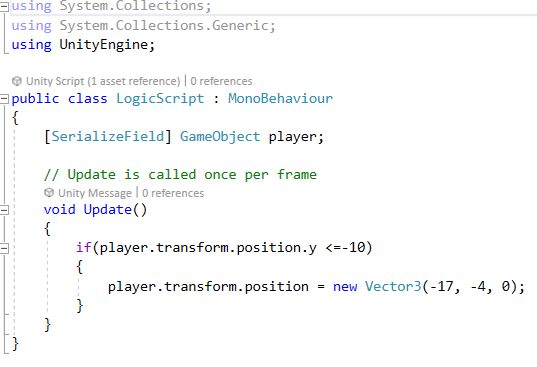 using System.Collections;
using System.Collections.Generic;
using UnityEngine;
Unity Script (1 asset reference) | 0 references
public class LogicScript : MonoBehaviour
{
[SerializeField] GameObject player;
// Update is called once per frame
Unity Message | 0 references
void Update()
{
if(player.transform.position.y <=-10)
{
player.transform.position = new Vector3(-17, -4, 0);
}
}
}